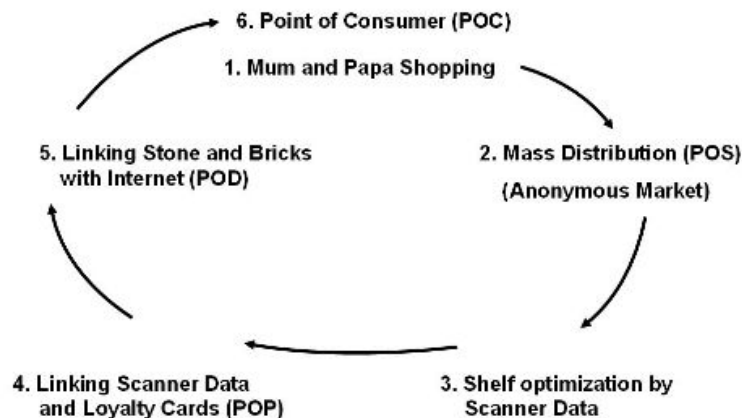 6. Point of Consumer (POC)
1. Mum and Papa Shopping
5. Linking Stone and Bricks
with Internet (POD)
2. Mass Distribution (POS)
(Anonymous Market)
4. Linking Scanner Data
and Loyalty Cards (POP)
3. Shelf optimization by
Scanner Data